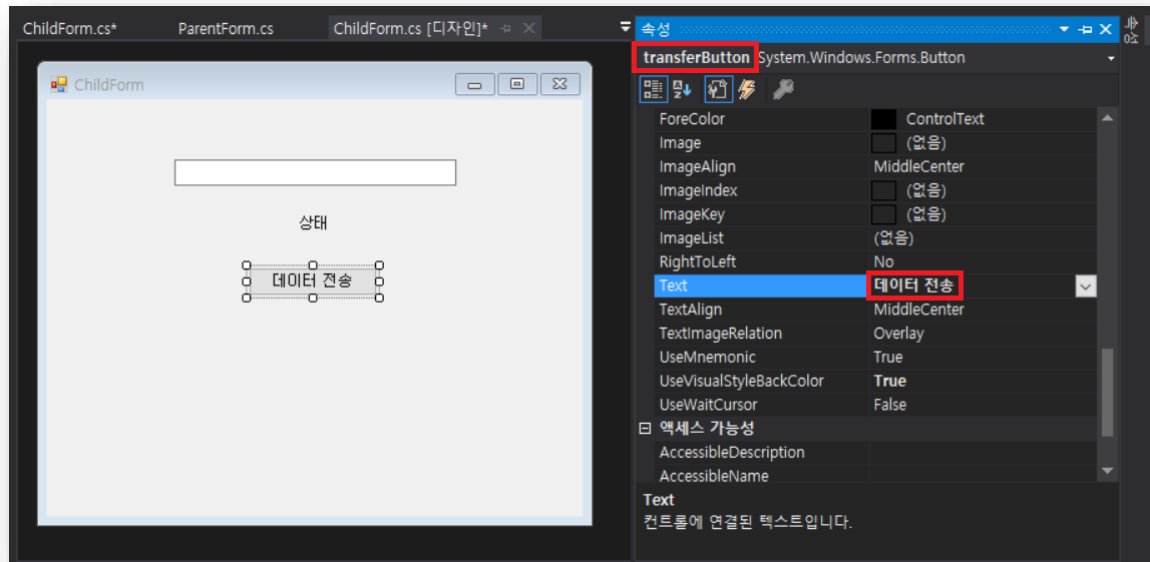 ChildForm.cs* ParentForm.cs ChildForm.cs [디자인]*
ChildForm
상태
데이터 전송
속성
transferButton System.Windows.Forms.Button
ForeColor ControlText
Image (없음)
ImageAlign MiddleCenter
ImageIndex (없음)
ImageKey (없음)
ImageList (없음)
RightToLeft No
Text 데이터 전송
TextAlign MiddleCenter
TextImageRelation Overlay
UseMnemonic True
UseVisualStyleBackColor True
UseWaitCursor False
액세스 가능성
AccessibleDescription
AccessibleName
Text
컨트롤에 연결된 텍스트입니다.